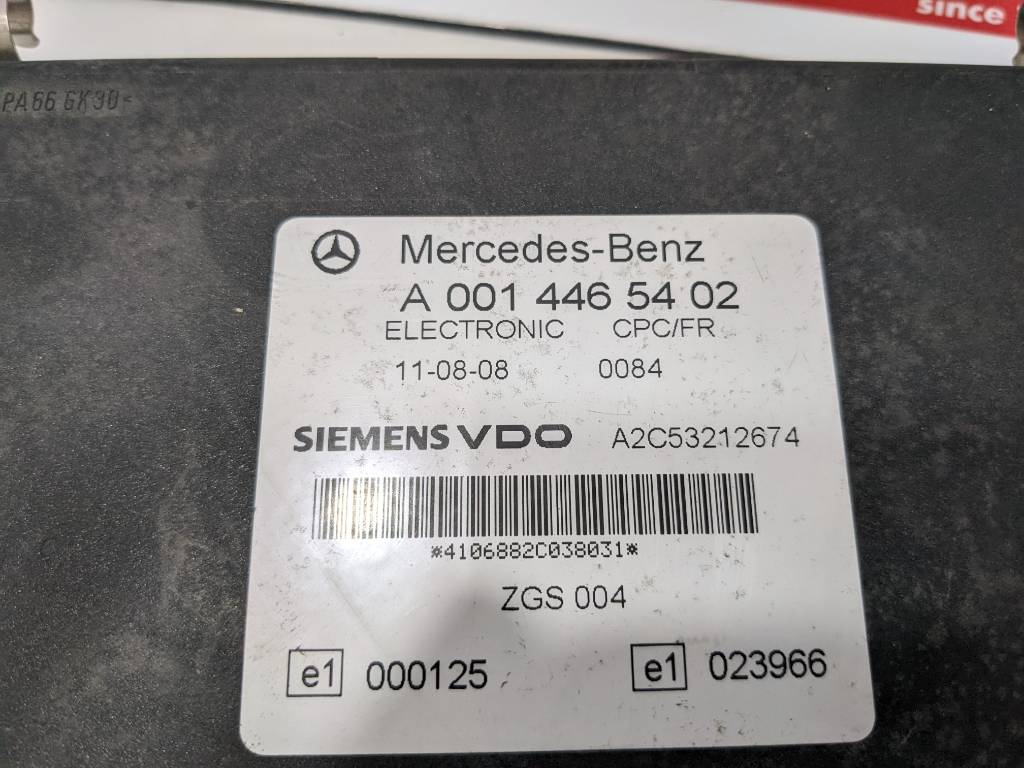 since
PA66 GK30<
Mercedes-Benz
A 001 446 54 02
ELECTRONIC CPC/FR
11-08-08 0084
SIEMENS VDO A2C53212674
*4106882C038031*
ZGS 004
e1 000125 e1 023966